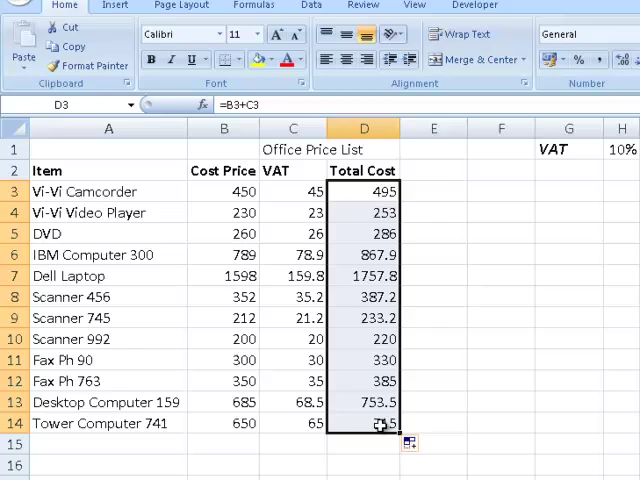 Home Insert Page Layout Formulas Data Review View Developer
Cut
Copy
Format Painter
Paste
Calibri 11
B I U A
Wrap Text
Merge & Center
General
% ,
Clipboard Font Alignment Number
D3 fx =B3+C3
A B C D E F G H
1 Office Price List VAT 10%
2 Item Cost Price VAT Total Cost
3 Vi-Vi Camcorder 450 45 495
4 Vi-Vi Video Player 230 23 253
5 DVD 260 26 286
6 IBM Computer 300 789 78.9 867.9
7 Dell Laptop 1598 159.8 1757.8
8 Scanner 456 352 35.2 387.2
9 Scanner 745 212 21.2 233.2
10 Scanner 992 200 20 220
11 Fax Ph 90 300 30 330
12 Fax Ph 763 350 35 385
13 Desktop Computer 159 685 68.5 753.5
14 Tower Computer 741 650 65
15
16